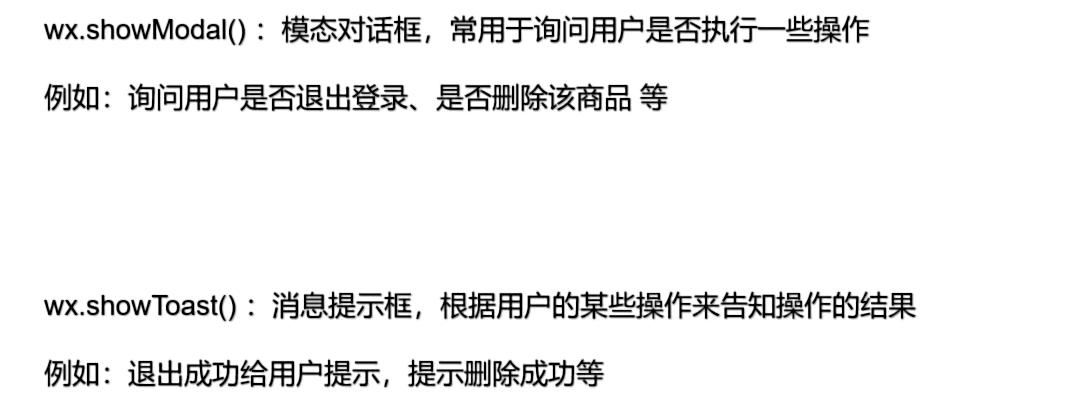 wx.showModal() ：模态对话框，常用于询问用户是否执行一些操作
例如：询问用户是否退出登录、是否删除该商品 等
wx.showToast() ：消息提示框，根据用户的某些操作来告知操作的结果
例如：退出成功给用户提示，提示删除成功等